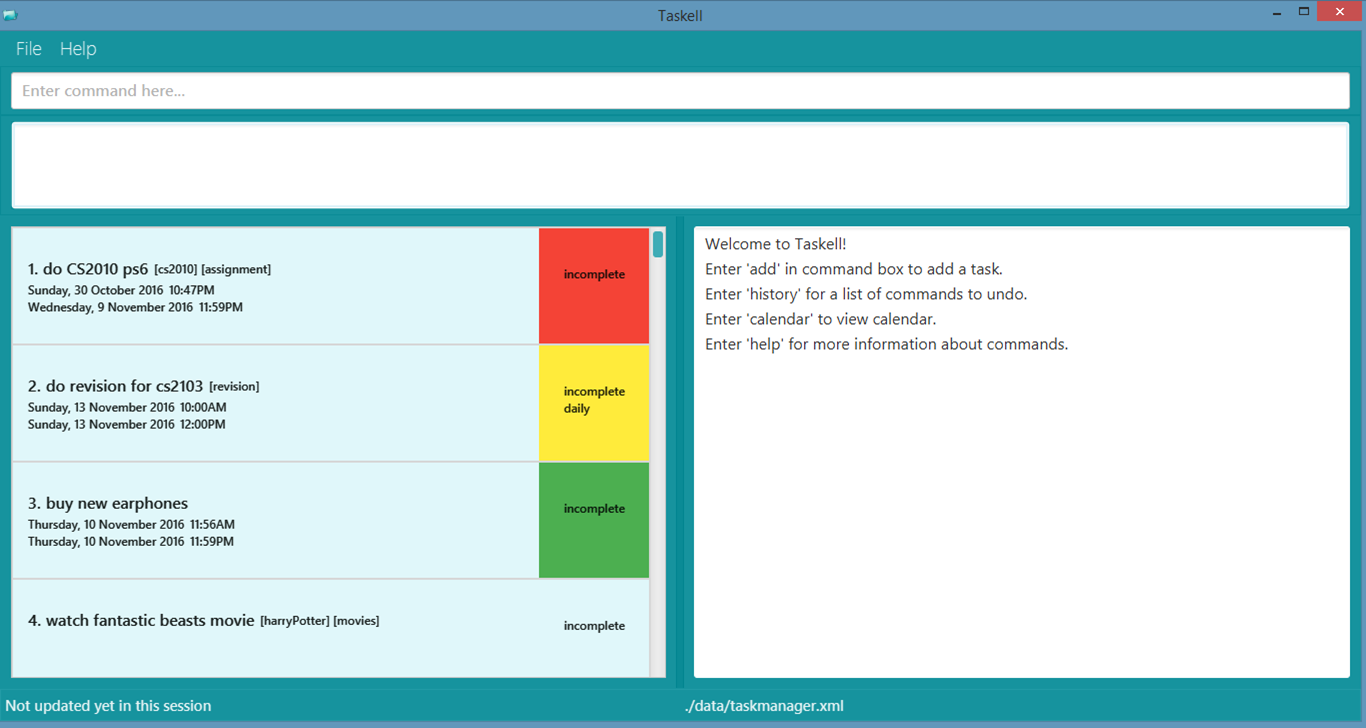 Taskell
File Help
Enter command here...
1. do CS2010 ps6 [cs2010] [assignment]
Sunday, 30 October 2016 10:47PM
Wednesday, 9 November 2016 11:59PM
incomplete
2. do revision for cs2103 [revision]
Sunday, 13 November 2016 10:00AM
Sunday, 13 November 2016 12:00PM
incomplete
daily
3. buy new earphones
Thursday, 10 November 2016 11:56AM
Thursday, 10 November 2016 11:59PM
incomplete
4. watch fantastic beasts movie [harryPotter] [movies]
incomplete
Welcome to Taskell!
Enter 'add' in command box to add a task.
Enter 'history' for a list of commands to undo.
Enter 'calendar' to view calendar.
Enter 'help' for more information about commands.
Not updated yet in this session
./data/taskmanager.xml